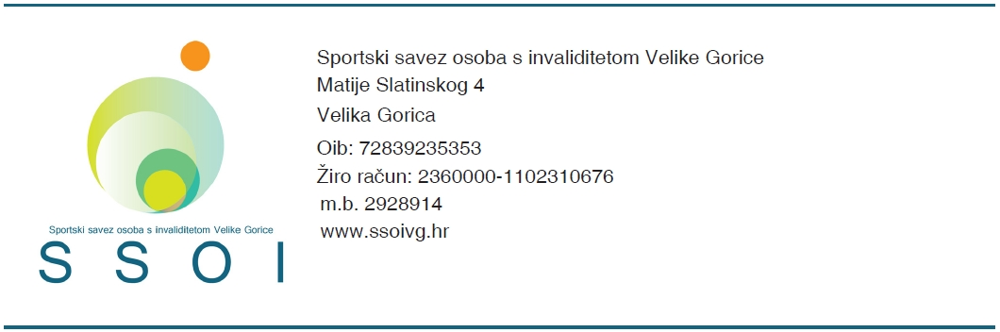 Sportski savez osoba s invaliditetom Velike Gorice
Matije Slatinskog 4
Velika Gorica
Oib: 72839235353
Žiro račun: 2360000-1102310676
m.b. 2928914
www.ssoivg.hr
Sportski savez osoba s invaliditetom Velike Gorice
S S O I